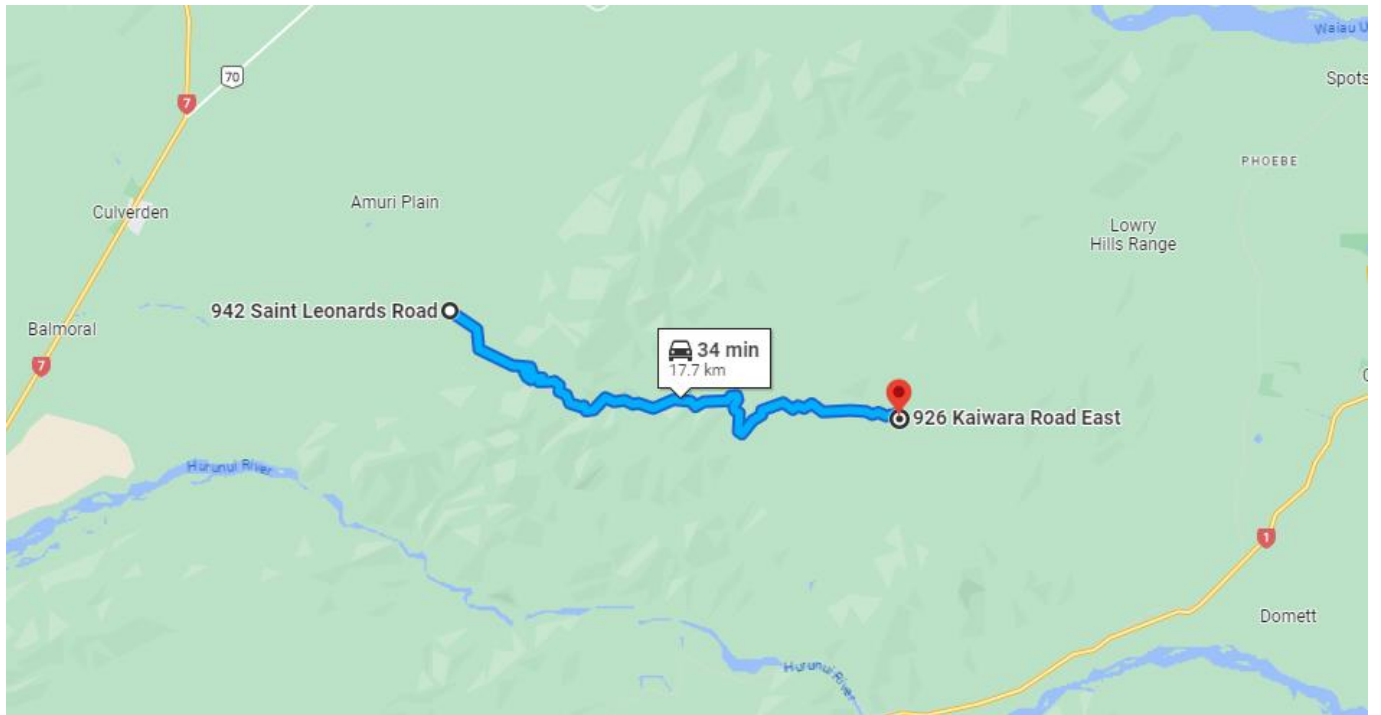 Waiau U
70
Spots
7
PHOEBE
Amuri Plain
Culverden
Lowry
Hills Range
942 Saint Leonards Road
Balmoral
34 min
17.7 km
7
926 Kaiwara Road East
Hurunui River
1
Domett
Hurunui River